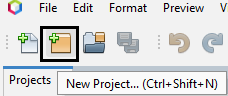 File Edit Format Preview
Projects New Project... (Ctrl+Shift+N)